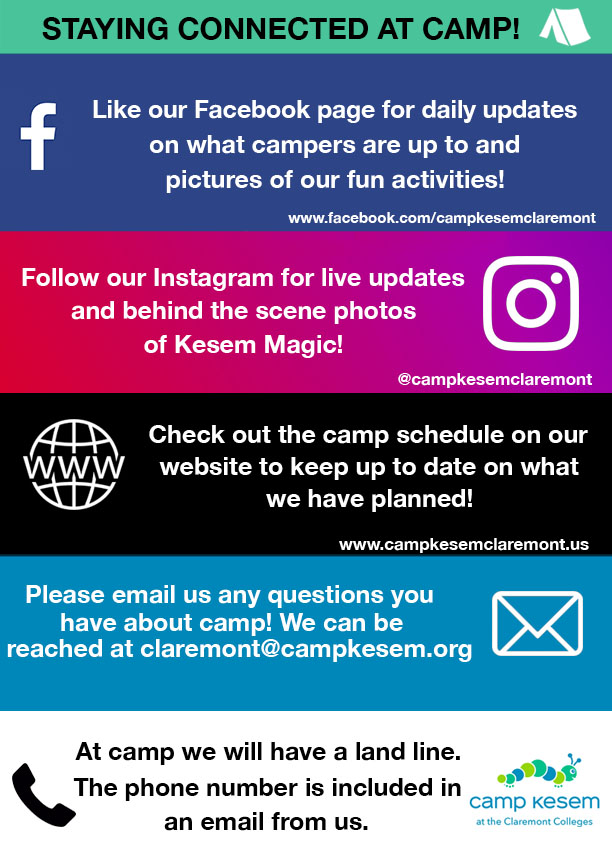 STAYING CONNECTED AT CAMP!
f
Like our Facebook page for daily updates
on what campers are up to and
pictures of our fun activities!
www.facebook.com/campkesemclaremont
Follow our Instagram for live updates
and behind the scene photos
of Kesem Magic!
@campkesemclaremont
WWW
Check out the camp schedule on our
website to keep up to date on what
we have planned!
www.campkesemclaremont.us
Please email us any questions you
have about camp! We can be
reached at claremont@campkesem.org
At camp we will have a land line.
The phone number is included in
an email from us.
camp kesem
at the Claremont Colleges